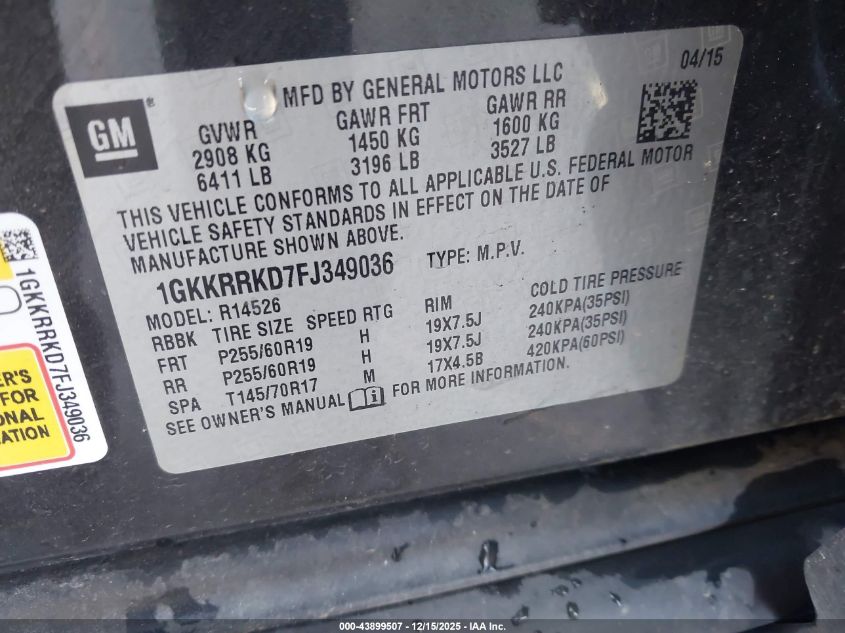 04/15
MFD BY GENERAL MOTORS LLC
GM
®
GVWR GAWR FRT GAWR RR
2908 KG 1450 KG 1600 KG
6411 LB 3196 LB 3527 LB
THIS VEHICLE CONFORMS TO ALL APPLICABLE U.S. FEDERAL MOTOR
VEHICLE SAFETY STANDARDS IN EFFECT ON THE DATE OF
MANUFACTURE SHOWN ABOVE.
1GKKRRKD7FJ349036 TYPE: M.P.V.
MODEL: R14526
RBBK TIRE SIZE SPEED RTG RIM COLD TIRE PRESSURE
FRT P255/60R19 H 19X7.5J 240KPA(35PSI)
RR P255/60R19 H 19X7.5J 240KPA(35PSI)
SPA T145/70R17 M 17X4.5B 420KPA(60PSI)
SEE OWNER'S MANUAL FOR MORE INFORMATION.
1GKKRRKD7FJ349036
ER'S
FOR
ONAL
MATION
000-43899507 - 12/15/2025 - IAA Inc.